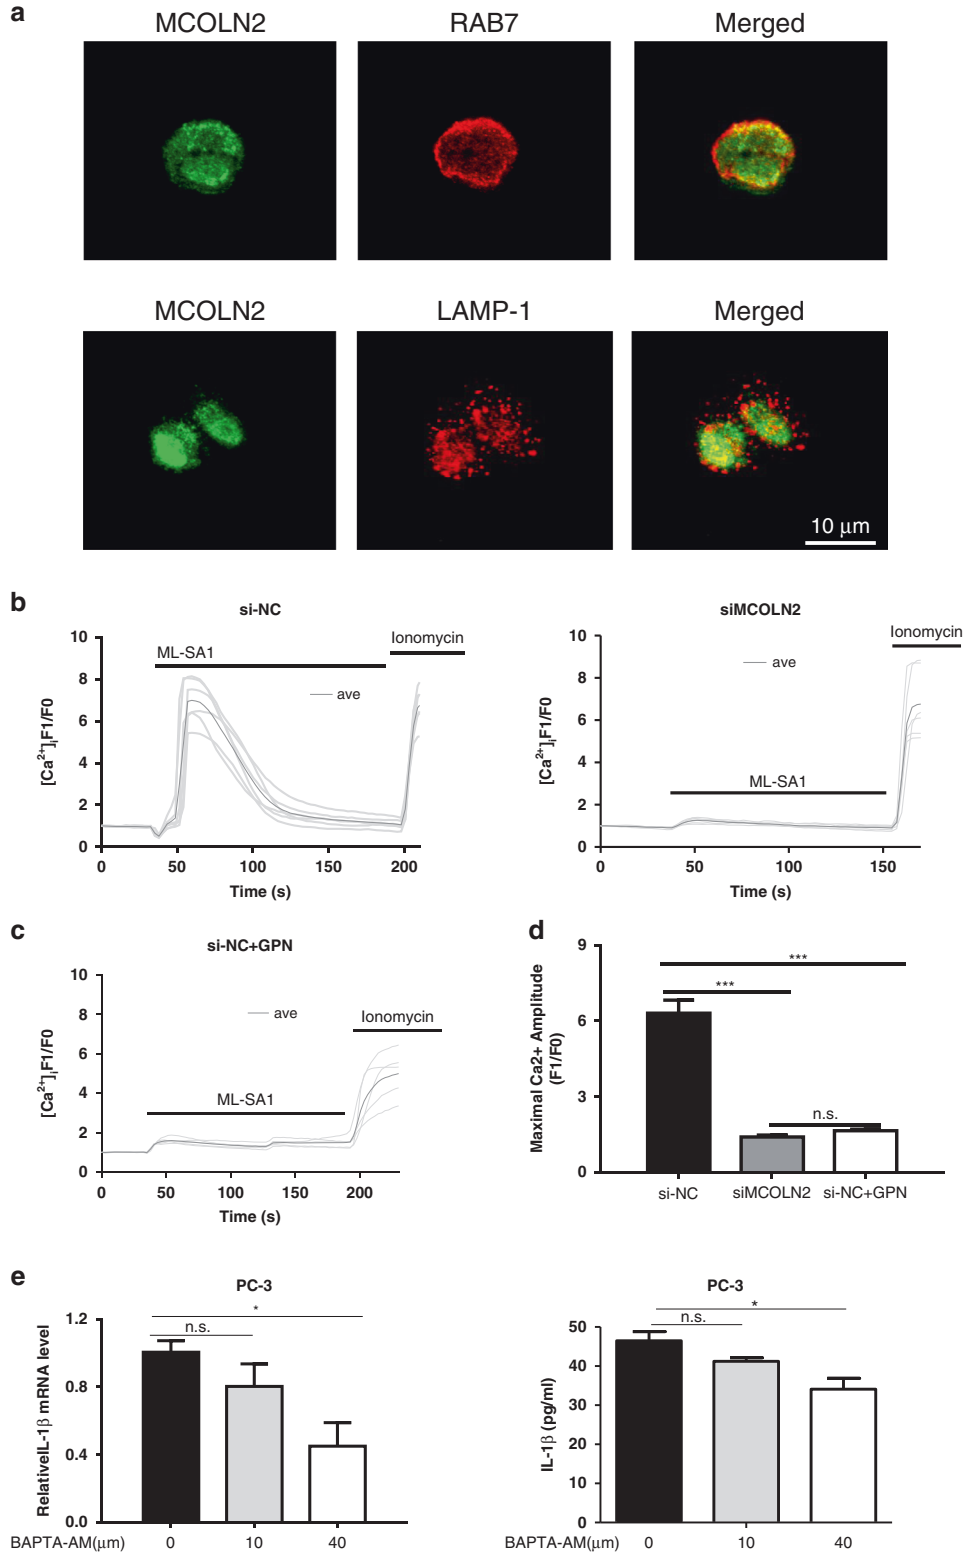 a
MCOLN2 RAB7 Merged
MCOLN2 LAMP-1 Merged
10 μm
b
si-NC
10
8
6
4
2
0
[Ca²⁺]ᵢF1/F0
ML-SA1
Ionomycin
ave
0 50 100 150 200
Time (s)
siMCOLN2
10
8
6
4
2
0
[Ca²⁺]ᵢF1/F0
Ionomycin
ave
ML-SA1
0 50 100 150
Time (s)
c
si-NC+GPN
10
8
6
4
2
0
[Ca²⁺]ᵢF1/F0
ave
Ionomycin
ML-SA1
0 50 100 150 200
Time (s)
d
9
6
3
0
Maximal Ca2+ Amplitude
(F1/F0)
***
***
n.s.
si-NC siMCOLN2 si-NC+GPN
e
PC-3
1.2
0.8
0.4
0.0
RelativeIL-1β mRNA level
*
n.s.
BAPTA-AM(μm) 0 10 40
PC-3
50
40
30
20
10
0
IL-1β (pg/ml)
*
n.s.
BAPTA-AM(μm) 0 10 40